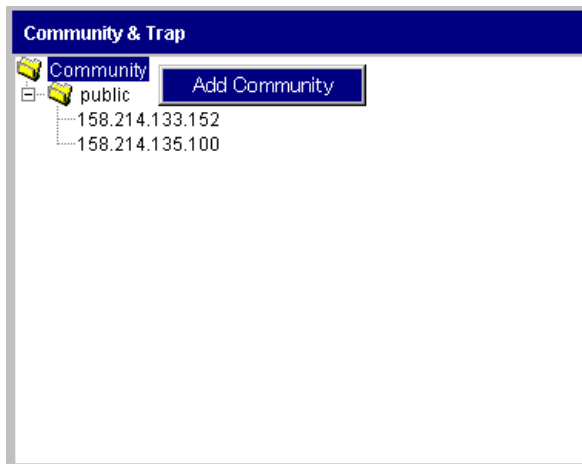 Community & Trap
Community
Add Community
public
158.214.133.152
158.214.135.100